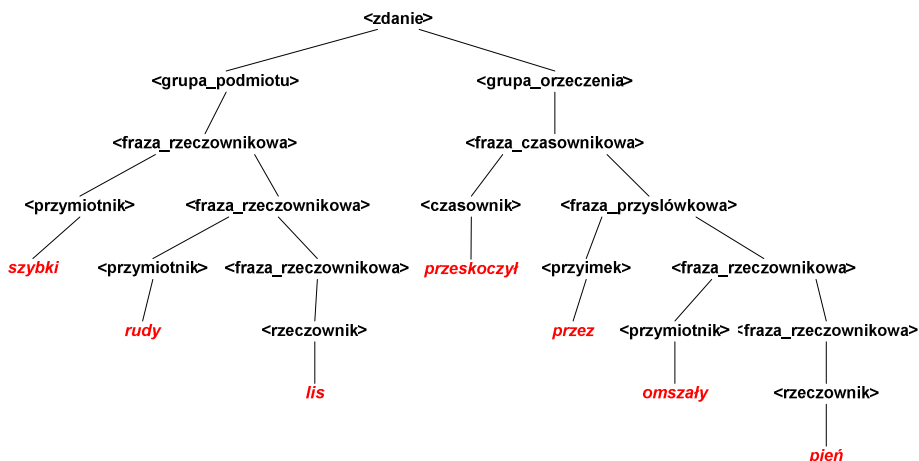 <zdanie>
<grupa_podmiotu> <grupa_orzeczenia>
<fraza_rzeczownikowa> <fraza_czasownikowa>
<przymiotnik> <fraza_rzeczownikowa> <czasownik> <fraza_przyslówkowa>
szybki <przymiotnik> <fraza_rzeczownikowa> przeskoczył <przyimek> <fraza_rzeczownikowa>
rudy <rzeczownik> przez <przymiotnik> <fraza_rzeczownikowa>
lis omszały <rzeczownik>
pień